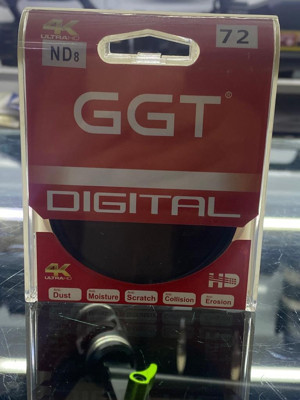 4K
ULTRA HD
ND8
72
GGT
DIGITAL
4K
ULTRA HD
HD
Dust
Moisture
Scratch
Collision
Erosion